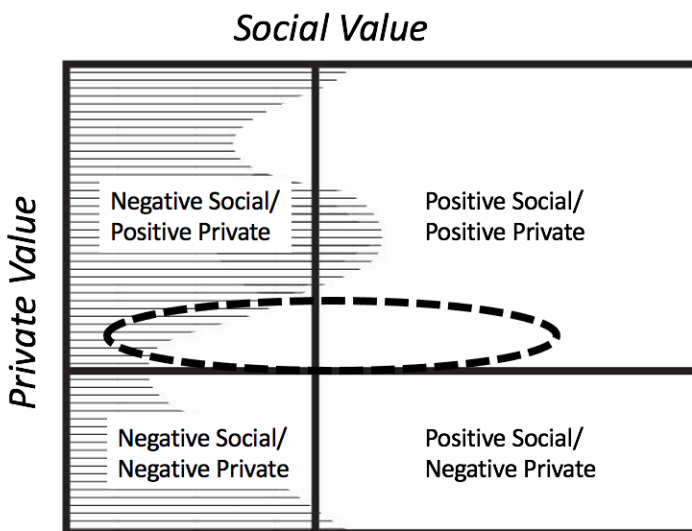 Social Value
Private Value
Negative Social/
Positive Private
Positive Social/
Positive Private
Negative Social/
Negative Private
Positive Social/
Negative Private